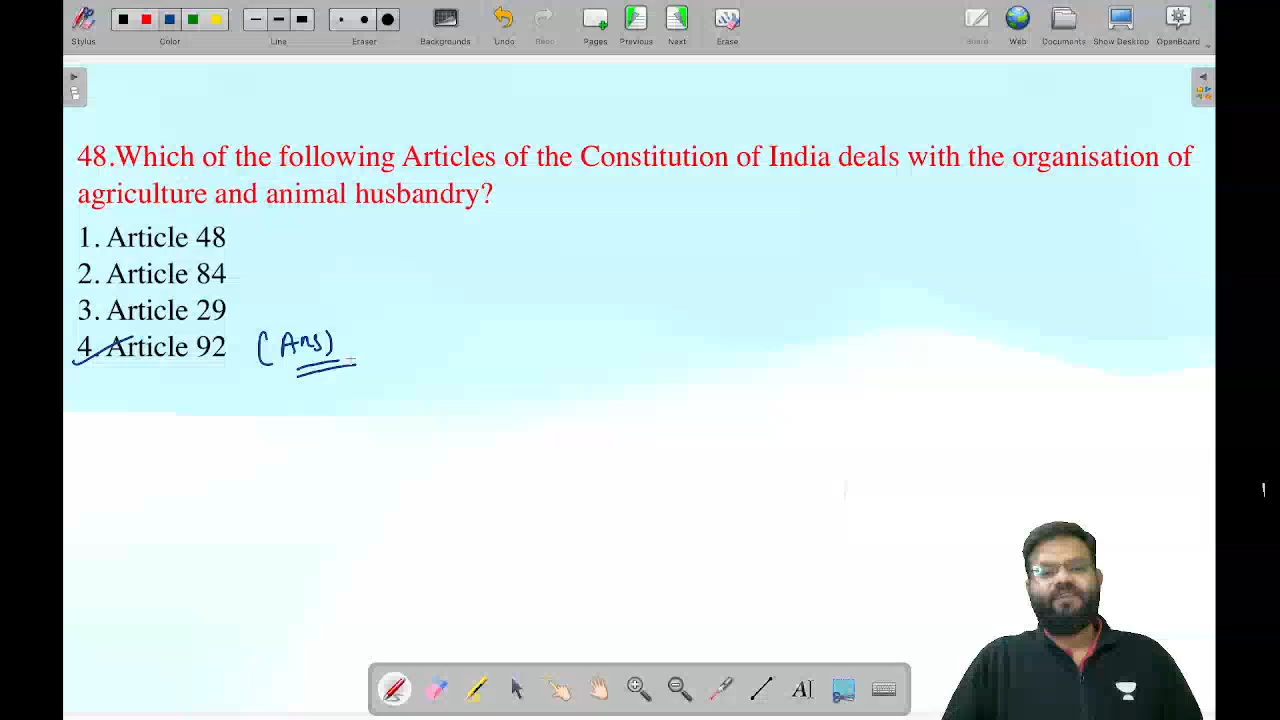 Stylus
Color
Line
Eraser
Backgrounds
Undo
Redo
Pages
Previous
Next
Erase
Board
Web
Documents
Show Desktop
OpenBoard
48.Which of the following Articles of the Constitution of India deals with the organisation of
agriculture and animal husbandry?
1. Article 48
2. Article 84
3. Article 29
4. Article 92 (Ans)